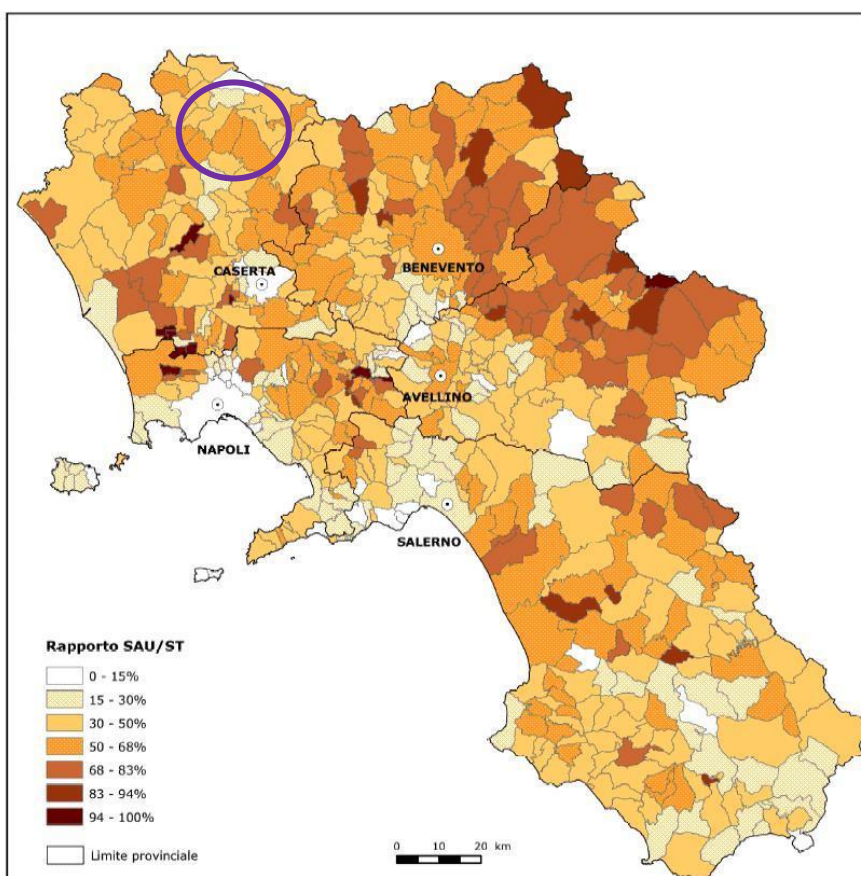 CASERTA
BENEVENTO
AVELLINO
NAPOLI
SALERNO
Rapporto SAU/ST
0 - 15%
15 - 30%
30 - 50%
50 - 68%
68 - 83%
83 - 94%
94 - 100%
Limite provinciale
0 10 20 km